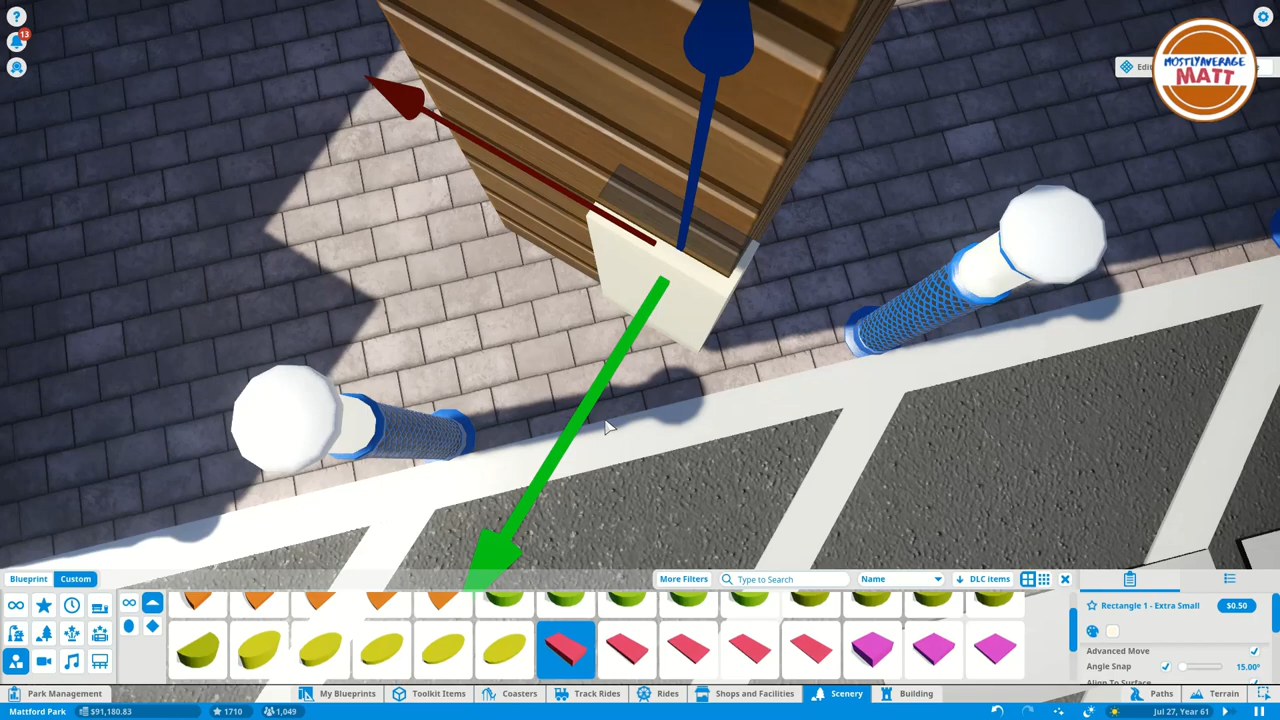 ?
13
Edi
MOSTLYAVERAGE
MATT
Blueprint
Custom
More Filters
Type to Search
Name
DLC items
Rectangle 1 - Extra Small
$0.50
Advanced Move
Angle Snap
15.00°
Park Management
My Blueprints
Toolkit Items
Coasters
Track Rides
Rides
Shops and Facilities
Scenery
Building
Paths
Terrain
Mattford Park
$91,180.83
1710
1,049
Jul 27, Year 61